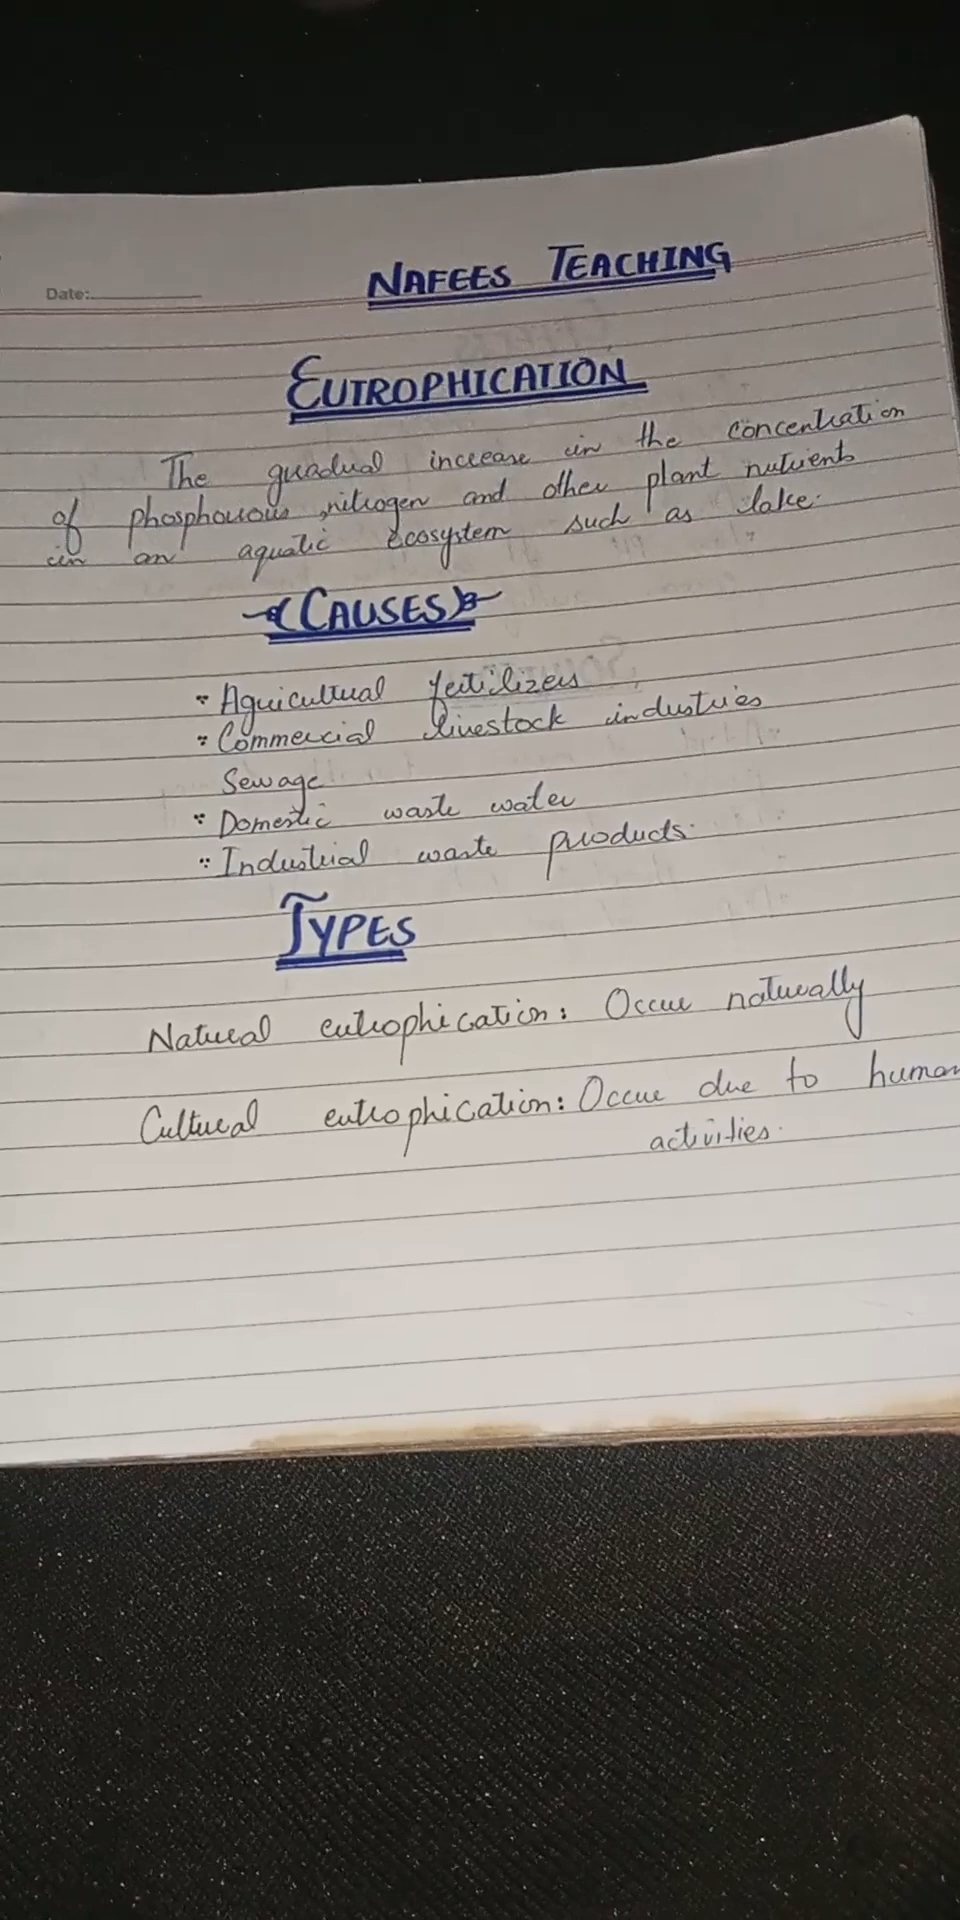 Date:
NAFEES TEACHING
EUTROPHICATION
The gradual increase in the concentration
of phosphorous, nitrogen and other plant nutrients
in an aquatic ecosystem such as lake.
CAUSES
Agricultural fertilizers
Commercial livestock industries
Sewage
Domestic waste water
Industrial waste products.
TYPES
Natural eutrophication: Occur naturally
Cultural eutrophication: Occur due to human
activities.